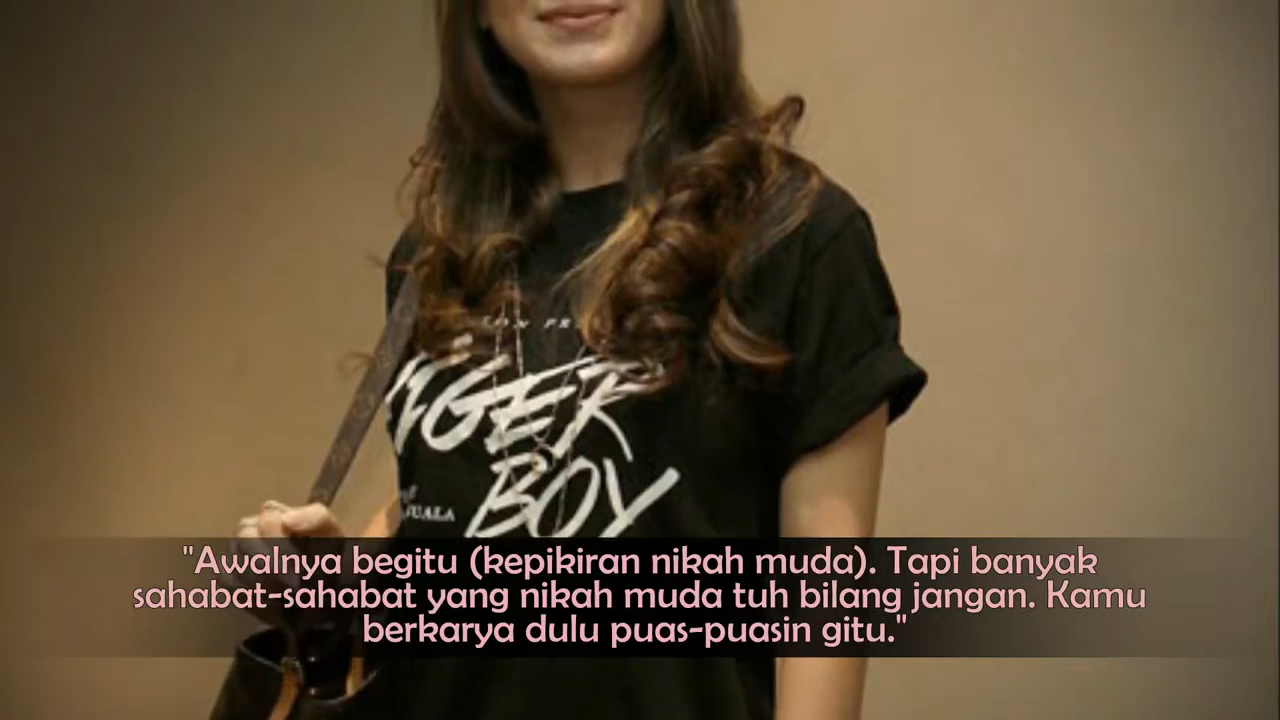 BOY
"Awalnya begitu (kepikiran nikah muda). Tapi banyak
sahabat-sahabat yang nikah muda tuh bilang jangan. Kamu
berkarya dulu puas-puasin gitu."